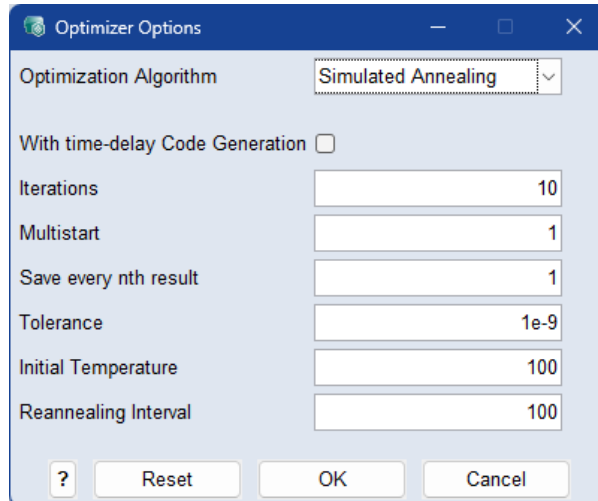 Optimizer Options
Optimization Algorithm Simulated Annealing
With time-delay Code Generation
Iterations 10
Multistart 1
Save every nth result 1
Tolerance 1e-9
Initial Temperature 100
Reannealing Interval 100
? Reset OK Cancel